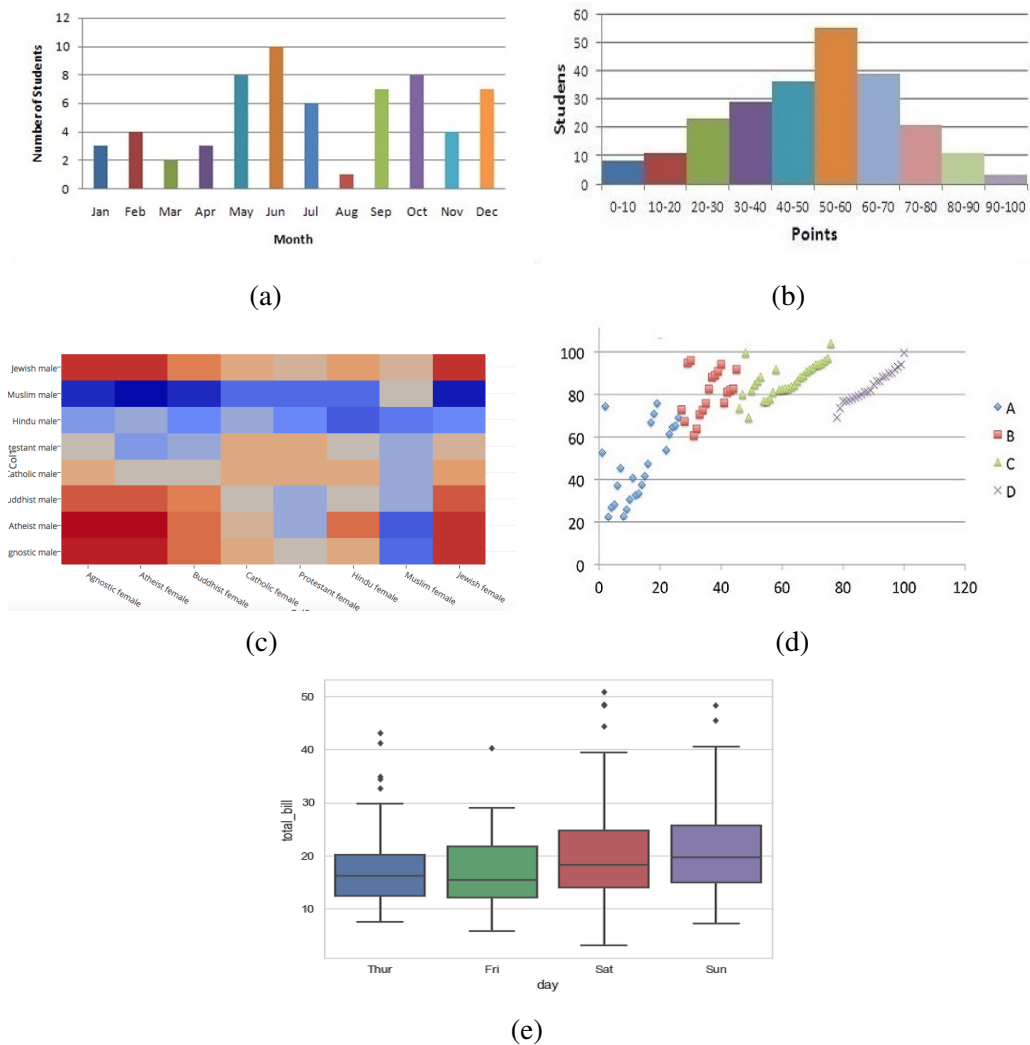 12
10
8
6
4
2
0
Number of Students
Jan Feb Mar Apr May Jun Jul Aug Sep Oct Nov Dec
Month
(a)
60
50
40
30
20
10
0
Studens
0-10 10-20 20-30 30-40 40-50 50-60 60-70 70-80 80-90 90-100
Points
(b)
Jewish male
Muslim male
Hindu male
testant male
atholic male
uddhist male
Atheist male
gnostic male
Agnostic female
Atheist female
Buddhist female
Catholic female
Protestant female
Hindu female
Muslim female
Jewish female
(c)
100
80
60
40
20
0
0 20 40 60 80 100 120
A
B
C
D
(d)
50
40
30
20
10
total_bill
Thur Fri Sat Sun
day
(e)